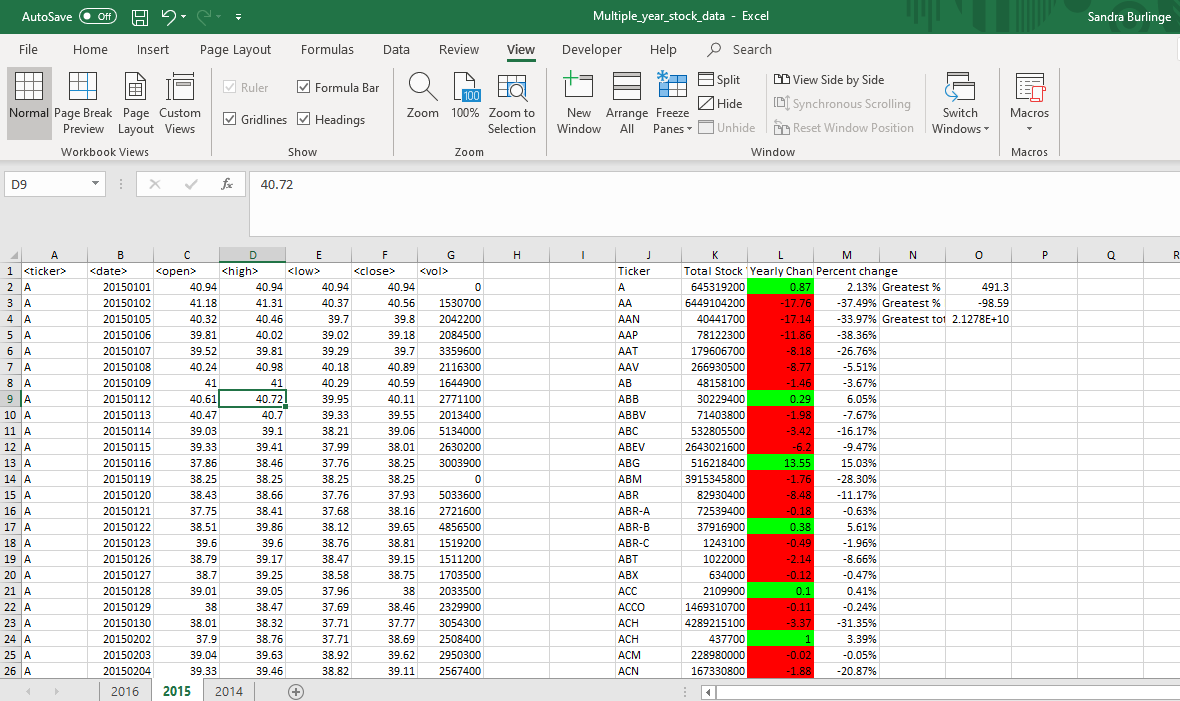 AutoSave Off Multiple_year_stock_data - Excel Sandra Burlinge
File Home Insert Page Layout Formulas Data Review View Developer Help Search
Normal Page Break Preview Page Layout Custom Views
Workbook Views
Ruler Formula Bar
Gridlines Headings
Show
Zoom 100% Zoom to Selection
Zoom
New Window Arrange All Freeze Panes
Split
Hide
Unhide
View Side by Side
Synchronous Scrolling
Reset Window Position
Window
Switch Windows
Macros
Macros
D9 fx 40.72
A B C D E F G H I J K L M N O P Q R
1 <ticker> <date> <open> <high> <low> <close> <vol> Ticker Total Stock Yearly Chan Percent change
2 A 20150101 40.94 40.94 40.94 40.94 0 A 645319200 0.87 2.13% Greatest % 491.3
3 A 20150102 41.18 41.31 40.37 40.56 1530700 AA 6449104200 -17.76 -37.49% Greatest % -98.59
4 A 20150105 40.32 40.46 39.7 39.8 2042200 AAN 40441700 -17.14 -33.97% Greatest tot 2.1278E+10
5 A 20150106 39.81 40.02 39.02 39.18 2084500 AAP 78122300 -11.86 -38.36%
6 A 20150107 39.52 39.81 39.29 39.7 3359600 AAT 179606700 -8.18 -26.76%
7 A 20150108 40.24 40.98 40.18 40.89 2116300 AAV 266930500 -8.77 -5.51%
8 A 20150109 41 41 40.29 40.59 1644900 AB 48158100 -1.46 -3.67%
9 A 20150112 40.61 40.72 39.95 40.11 2771100 ABB 30229400 0.29 6.05%
10 A 20150113 40.47 40.7 39.33 39.55 2013400 ABBV 71403800 -1.98 -7.67%
11 A 20150114 39.03 39.1 38.21 39.06 5134000 ABC 532805500 -3.42 -16.17%
12 A 20150115 39.33 39.41 37.99 38.01 2630200 ABEV 2643021600 -6.2 -9.47%
13 A 20150116 37.86 38.46 37.76 38.25 3003900 ABG 516218400 13.55 15.03%
14 A 20150119 38.25 38.25 38.25 38.25 0 ABM 3915345800 -1.76 -28.30%
15 A 20150120 38.43 38.66 37.76 37.93 5033600 ABR 82930400 -8.48 -11.17%
16 A 20150121 37.75 38.41 37.68 38.16 2721600 ABR-A 72539400 -0.18 -0.63%
17 A 20150122 38.51 39.86 38.12 39.65 4856500 ABR-B 37916900 0.38 5.61%
18 A 20150123 39.6 39.6 38.76 38.81 1519200 ABR-C 1243100 -0.49 -1.96%
19 A 20150126 38.79 39.17 38.47 39.15 1511200 ABT 1022000 -2.14 -8.66%
20 A 20150127 38.7 39.25 38.58 38.75 1703500 ABX 634000 -0.12 -0.47%
21 A 20150128 39.01 39.05 37.96 38 2033500 ACC 2109900 0.1 0.41%
22 A 20150129 38 38.47 37.69 38.46 2329900 ACCO 1469310700 -0.11 -0.24%
23 A 20150130 38.01 38.32 37.71 37.77 3054300 ACH 4289215100 -3.37 -31.35%
24 A 20150202 37.9 38.76 37.71 38.69 2508400 ACH 437700 1 3.39%
25 A 20150203 39.04 39.63 38.92 39.62 2950300 ACM 228980000 -0.02 -0.05%
26 A 20150204 39.33 39.46 38.82 39.11 2567400 ACN 167330800 -1.88 -20.87%
2016 2015 2014